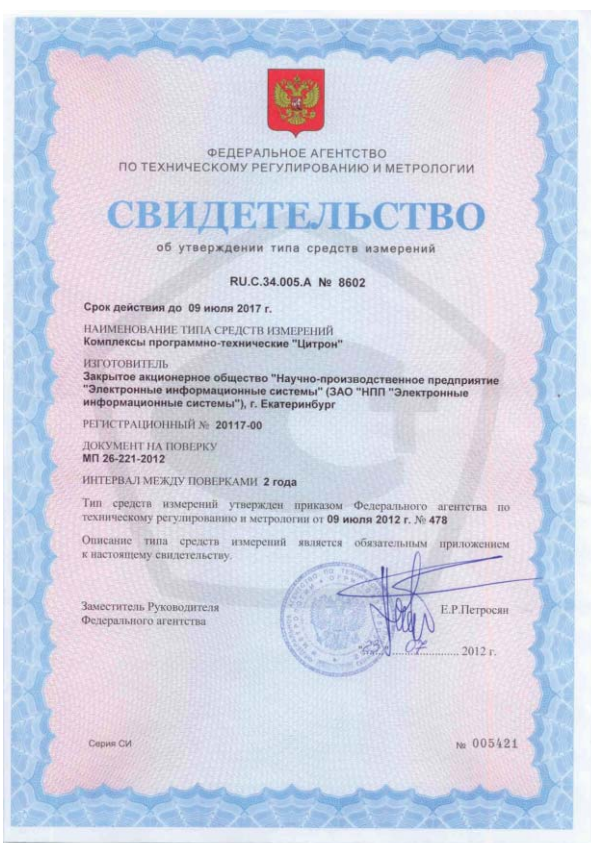 ФЕДЕРАЛЬНОЕ АГЕНТСТВО
ПО ТЕХНИЧЕСКОМУ РЕГУЛИРОВАНИЮ И МЕТРОЛОГИИ
СВИДЕТЕЛЬСТВО
об утверждении типа средств измерений
RU.C.34.005.A № 8602
Срок действия до 09 июля 2017 г.
НАИМЕНОВАНИЕ ТИПА СРЕДСТВ ИЗМЕРЕНИЙ
Комплексы программно-технические "Цитрон"
ИЗГОТОВИТЕЛЬ
Закрытое акционерное общество "Научно-производственное предприятие
"Электронные информационные системы" (ЗАО "НПП "Электронные
информационные системы"), г. Екатеринбург
РЕГИСТРАЦИОННЫЙ № 20117-00
ДОКУМЕНТ НА ПОВЕРКУ
МП 26-221-2012
ИНТЕРВАЛ МЕЖДУ ПОВЕРКАМИ 2 года
Тип средств измерений утвержден приказом Федерального агентства по
техническому регулированию и метрологии от 09 июля 2012 г. № 478
Описание типа средств измерений является обязательным приложением
к настоящему свидетельству.
Заместитель Руководителя
Федерального агентства
Е.Р.Петросян
"25" 07 2012 г.
Серия СИ
№ 005421